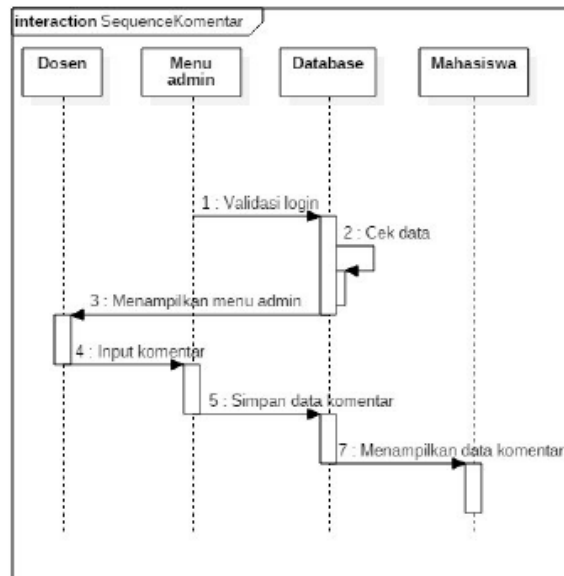 interaction SequenceKomentar
Dosen
Menu
admin
Database
Mahasiswa
1 : Validasi login
2 : Cek data
3 : Menampilkan menu admin
4 : Input komentar
5 : Simpan data komentar
7 : Menampilkan data komentar